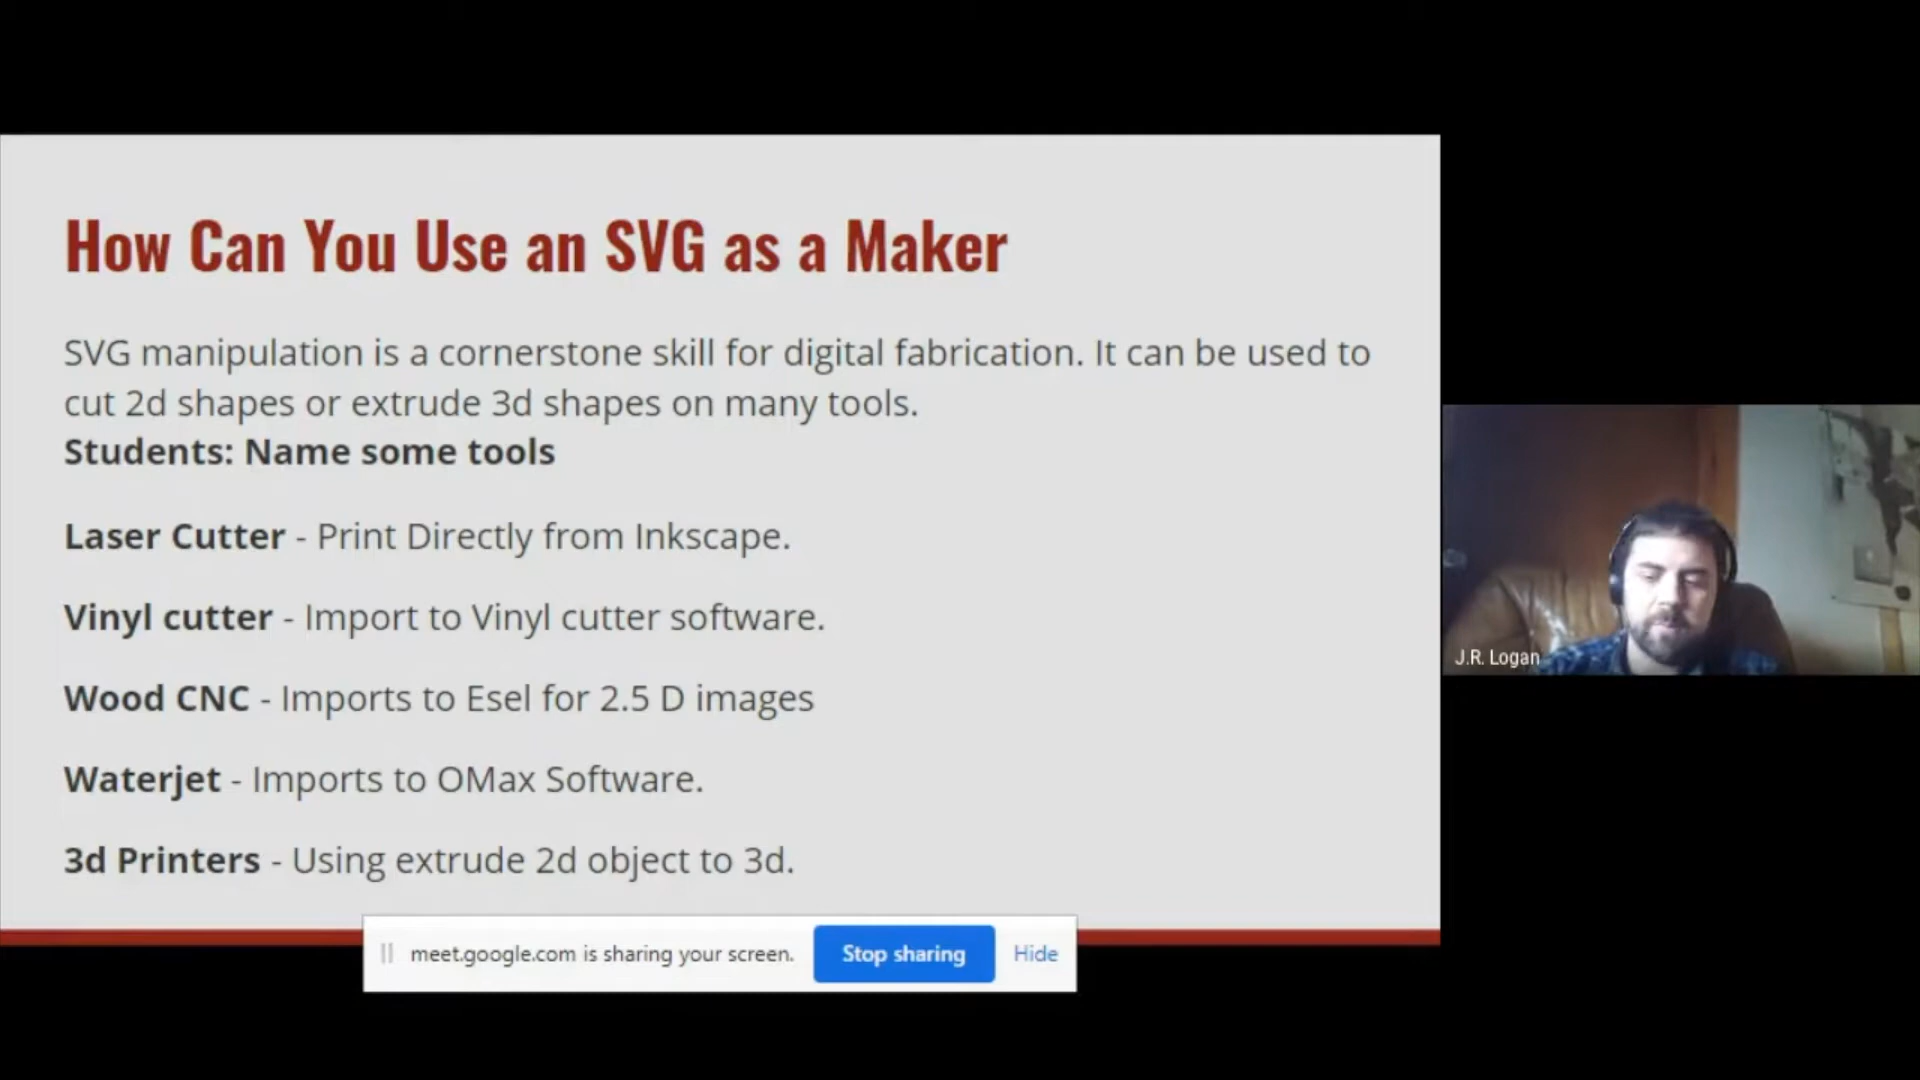 How Can You Use an SVG as a Maker
SVG manipulation is a cornerstone skill for digital fabrication. It can be used to
cut 2d shapes or extrude 3d shapes on many tools.
Students: Name some tools
Laser Cutter - Print Directly from Inkscape.
Vinyl cutter - Import to Vinyl cutter software.
Wood CNC - Imports to Esel for 2.5 D images
Waterjet - Imports to OMax Software.
3d Printers - Using extrude 2d object to 3d.
J.R. Logan
meet.google.com is sharing your screen. Stop sharing Hide